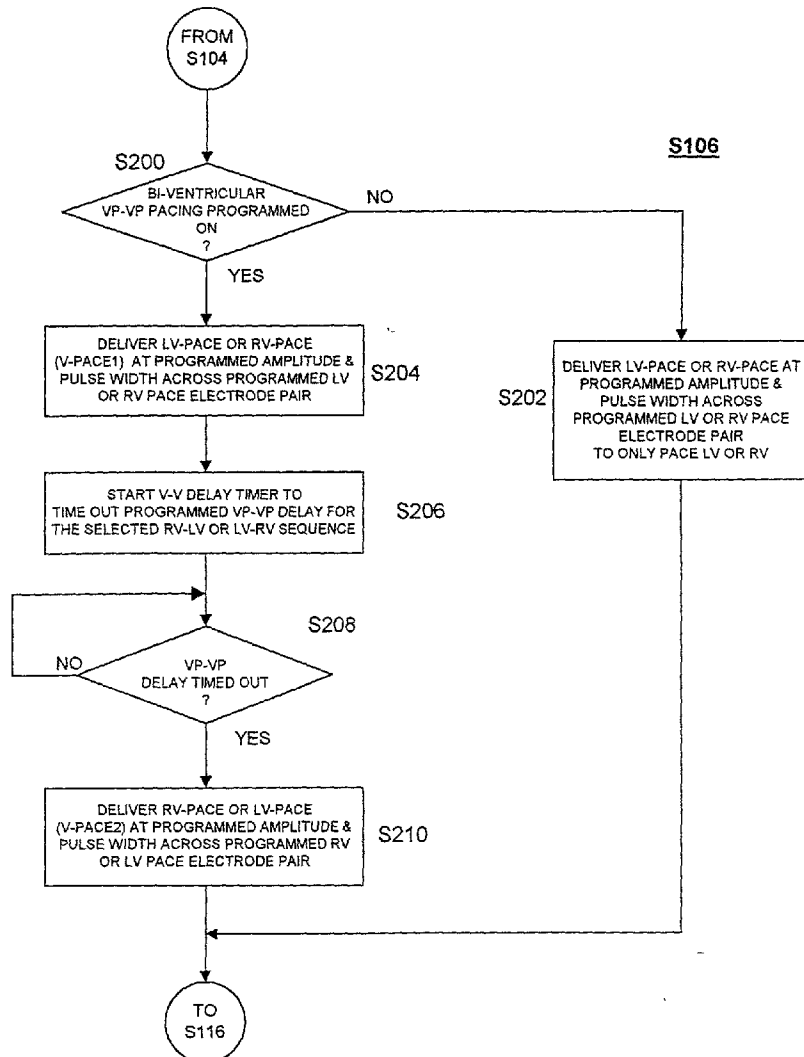 FROM
S104
S106
S200
BI-VENTRICULAR
VP-VP PACING PROGRAMMED
ON
?
NO
YES
DELIVER LV-PACE OR RV-PACE
(V-PACE1) AT PROGRAMMED AMPLITUDE &
PULSE WIDTH ACROSS PROGRAMMED LV
OR RV PACE ELECTRODE PAIR
S204
DELIVER LV-PACE OR RV-PACE AT
PROGRAMMED AMPLITUDE &
PULSE WIDTH ACROSS
PROGRAMMED LV OR RV PACE
ELECTRODE PAIR
TO ONLY PACE LV OR RV
S202
START V-V DELAY TIMER TO
TIME OUT PROGRAMMED VP-VP DELAY FOR
THE SELECTED RV-LV OR LV-RV SEQUENCE
S206
S208
VP-VP
DELAY TIMED OUT
?
NO
YES
DELIVER RV-PACE OR LV-PACE
(V-PACE2) AT PROGRAMMED AMPLITUDE &
PULSE WIDTH ACROSS PROGRAMMED RV
OR LV PACE ELECTRODE PAIR
S210
TO
S116